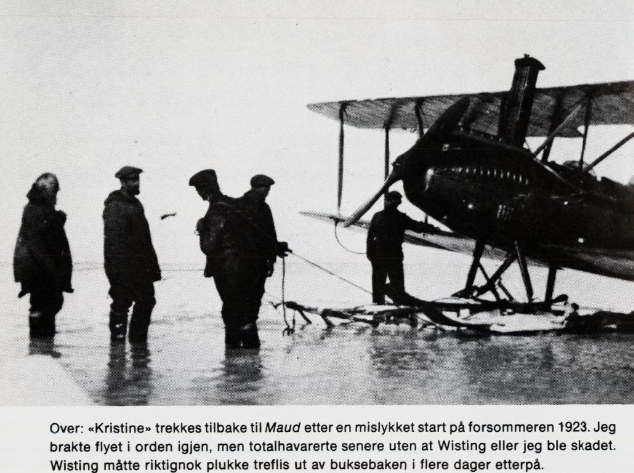 Over: «Kristine» trekkes tilbake til Maud etter en mislykket start på forsommeren 1923. Jeg
brakte flyet i orden igjen, men totalhavarerte senere uten at Wisting eller jeg ble skadet.
Wisting måtte riktignok plukke treflis ut av buksebaken i flere dager etterpå.